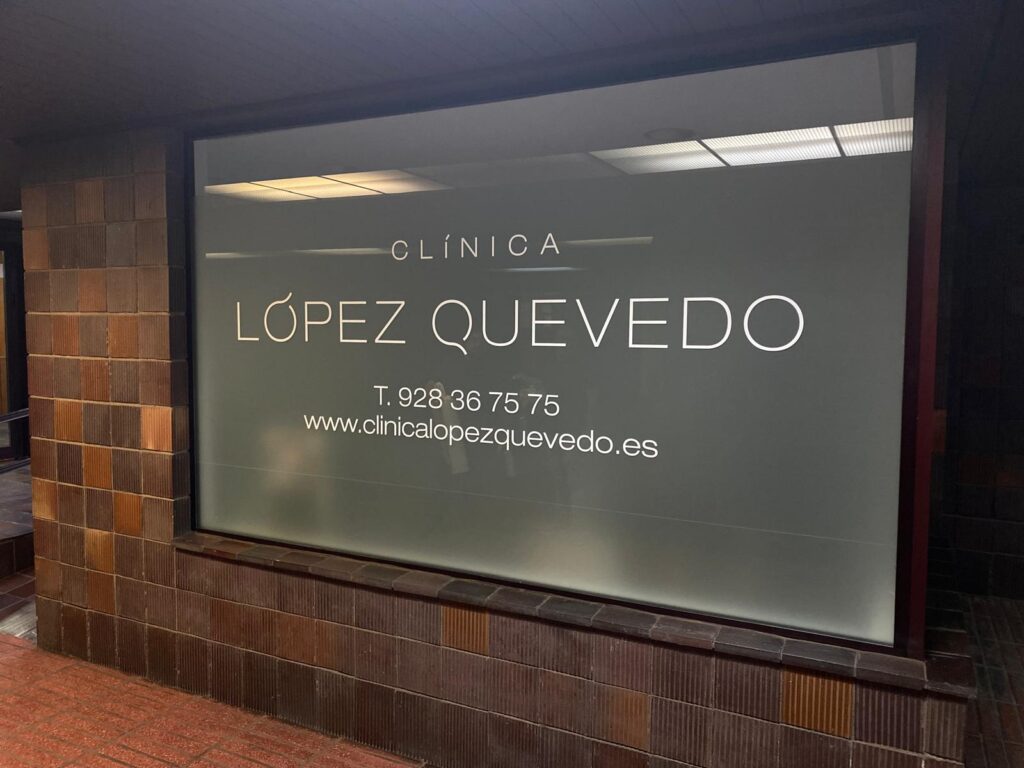 CLíNICA
LÓPEZ QUEVEDO
T. 928 36 75 75
www.clinicalopezquevedo.es